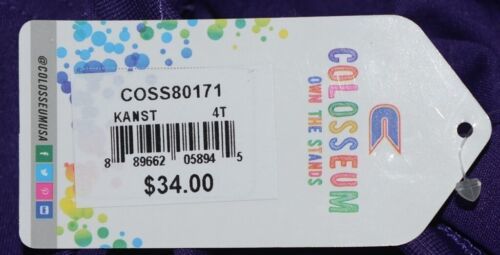 @COLOSSEUMUSA
COSS80171
KANST 4T
8 89662 05894 5
$34.00
COLOSSEUM
OWN THE STANDS